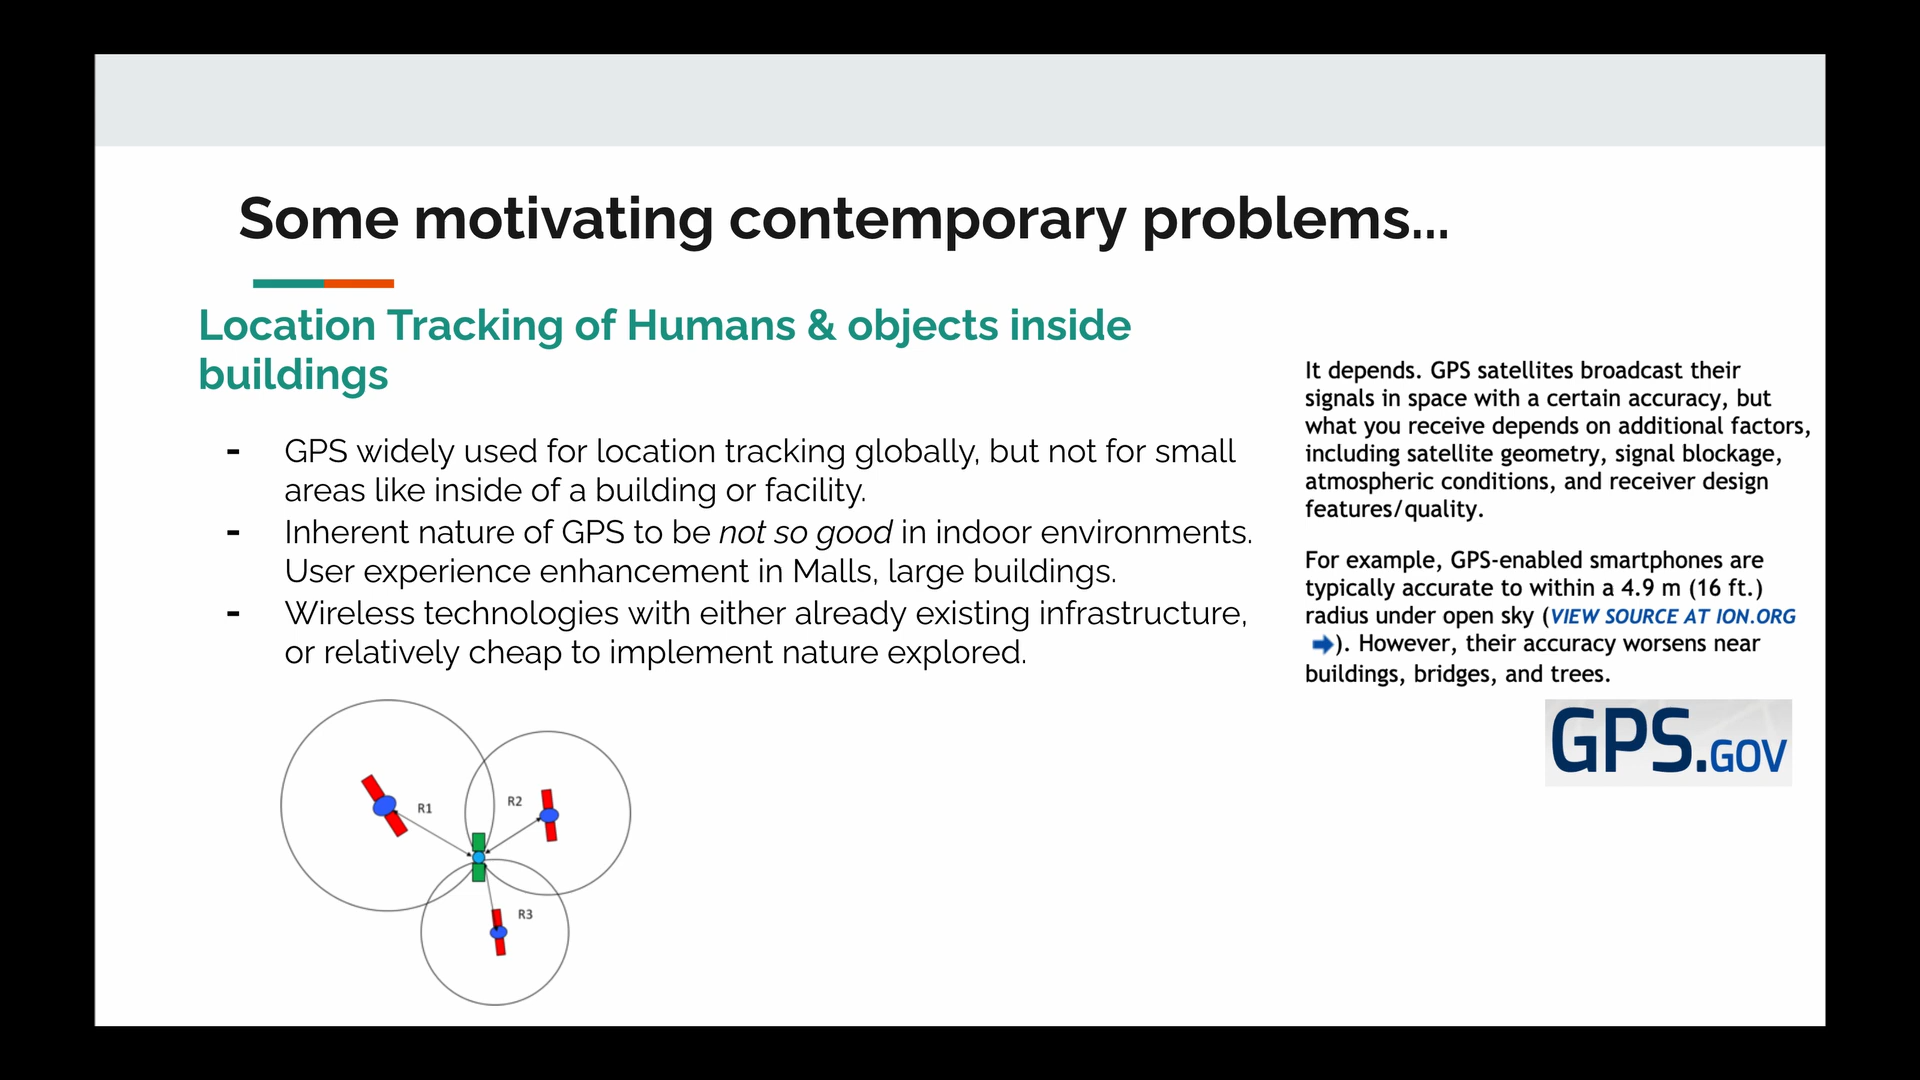 Some motivating contemporary problems...
Location Tracking of Humans & objects inside
buildings
- GPS widely used for location tracking globally, but not for small
areas like inside of a building or facility.
- Inherent nature of GPS to be not so good in indoor environments.
User experience enhancement in Malls, large buildings.
- Wireless technologies with either already existing infrastructure,
or relatively cheap to implement nature explored.
R1
R2
R3
It depends. GPS satellites broadcast their
signals in space with a certain accuracy, but
what you receive depends on additional factors,
including satellite geometry, signal blockage,
atmospheric conditions, and receiver design
features/quality.
For example, GPS-enabled smartphones are
typically accurate to within a 4.9 m (16 ft.)
radius under open sky (VIEW SOURCE AT ION.ORG
). However, their accuracy worsens near
buildings, bridges, and trees.
GPS.GOV